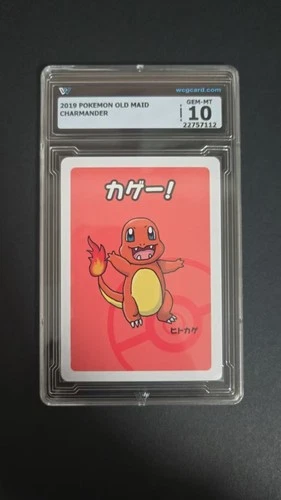 wcgcard.com
2019 POKEMON OLD MAID
CHARMANDER
GEM-MT
10
22757112
カゲー!
ヒトカゲ